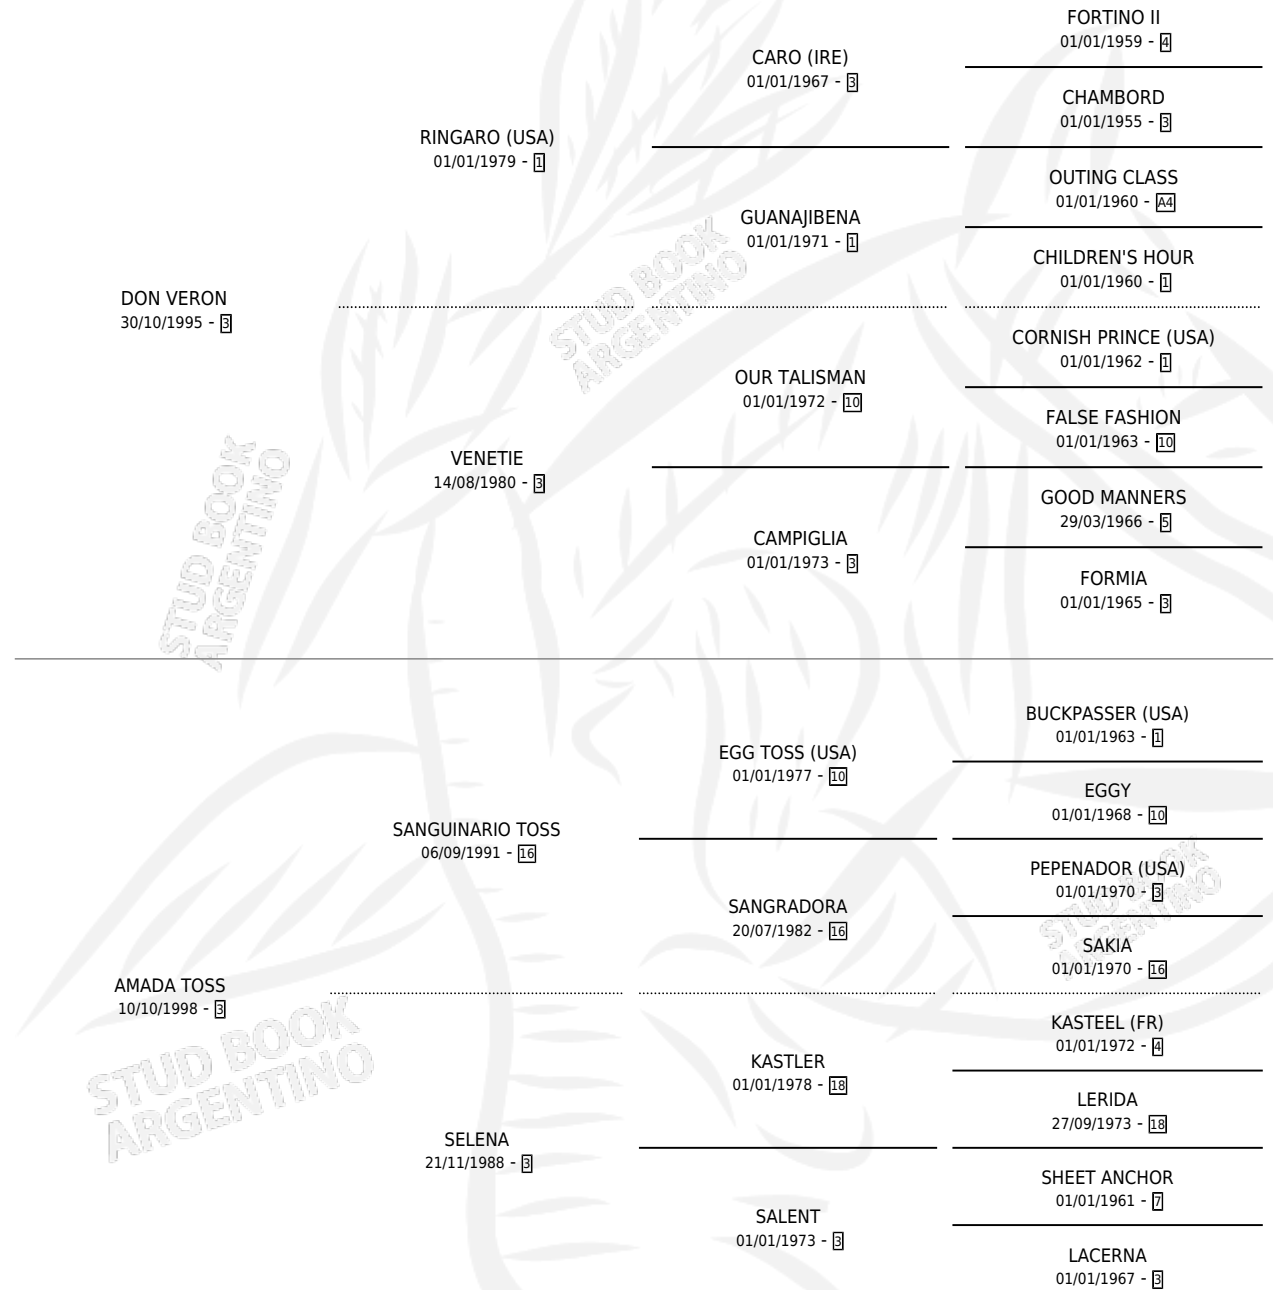 FORTINO II
01/01/1959 - 4
CARO (IRE)
01/01/1967 - 3
CHAMBORD
01/01/1955 - 3
RINGARO (USA)
01/01/1979 - 1
OUTING CLASS
01/01/1960 - A4
GUANAJIBENA
01/01/1971 - 1
CHILDREN'S HOUR
01/01/1960 - 1
DON VERON
30/10/1995 - 3
CORNISH PRINCE (USA)
01/01/1962 - 1
OUR TALISMAN
01/01/1972 - 10
FALSE FASHION
01/01/1963 - 10
VENETIE
14/08/1980 - 3
GOOD MANNERS
29/03/1966 - 5
CAMPIGLIA
01/01/1973 - 3
FORMIA
01/01/1965 - 3
BUCKPASSER (USA)
01/01/1963 - 1
EGG TOSS (USA)
01/01/1977 - 10
EGGY
01/01/1968 - 10
SANGUINARIO TOSS
06/09/1991 - 16
PEPENADOR (USA)
01/01/1970 - 3
SANGRADORA
20/07/1982 - 16
SAKIA
01/01/1970 - 16
AMADA TOSS
10/10/1998 - 3
KASTEEL (FR)
01/01/1972 - 4
KASTLER
01/01/1978 - 18
LERIDA
27/09/1973 - 18
SELENA
21/11/1988 - 3
SHEET ANCHOR
01/01/1961 - 7
SALENT
01/01/1973 - 3
LACERNA
01/01/1967 - 3
STUD BOOK
ARGENTINO
STUD BOOK
ARGENTINO
STUD BOOK
ARGENTINO
STUD BOOK
ARGENTINO